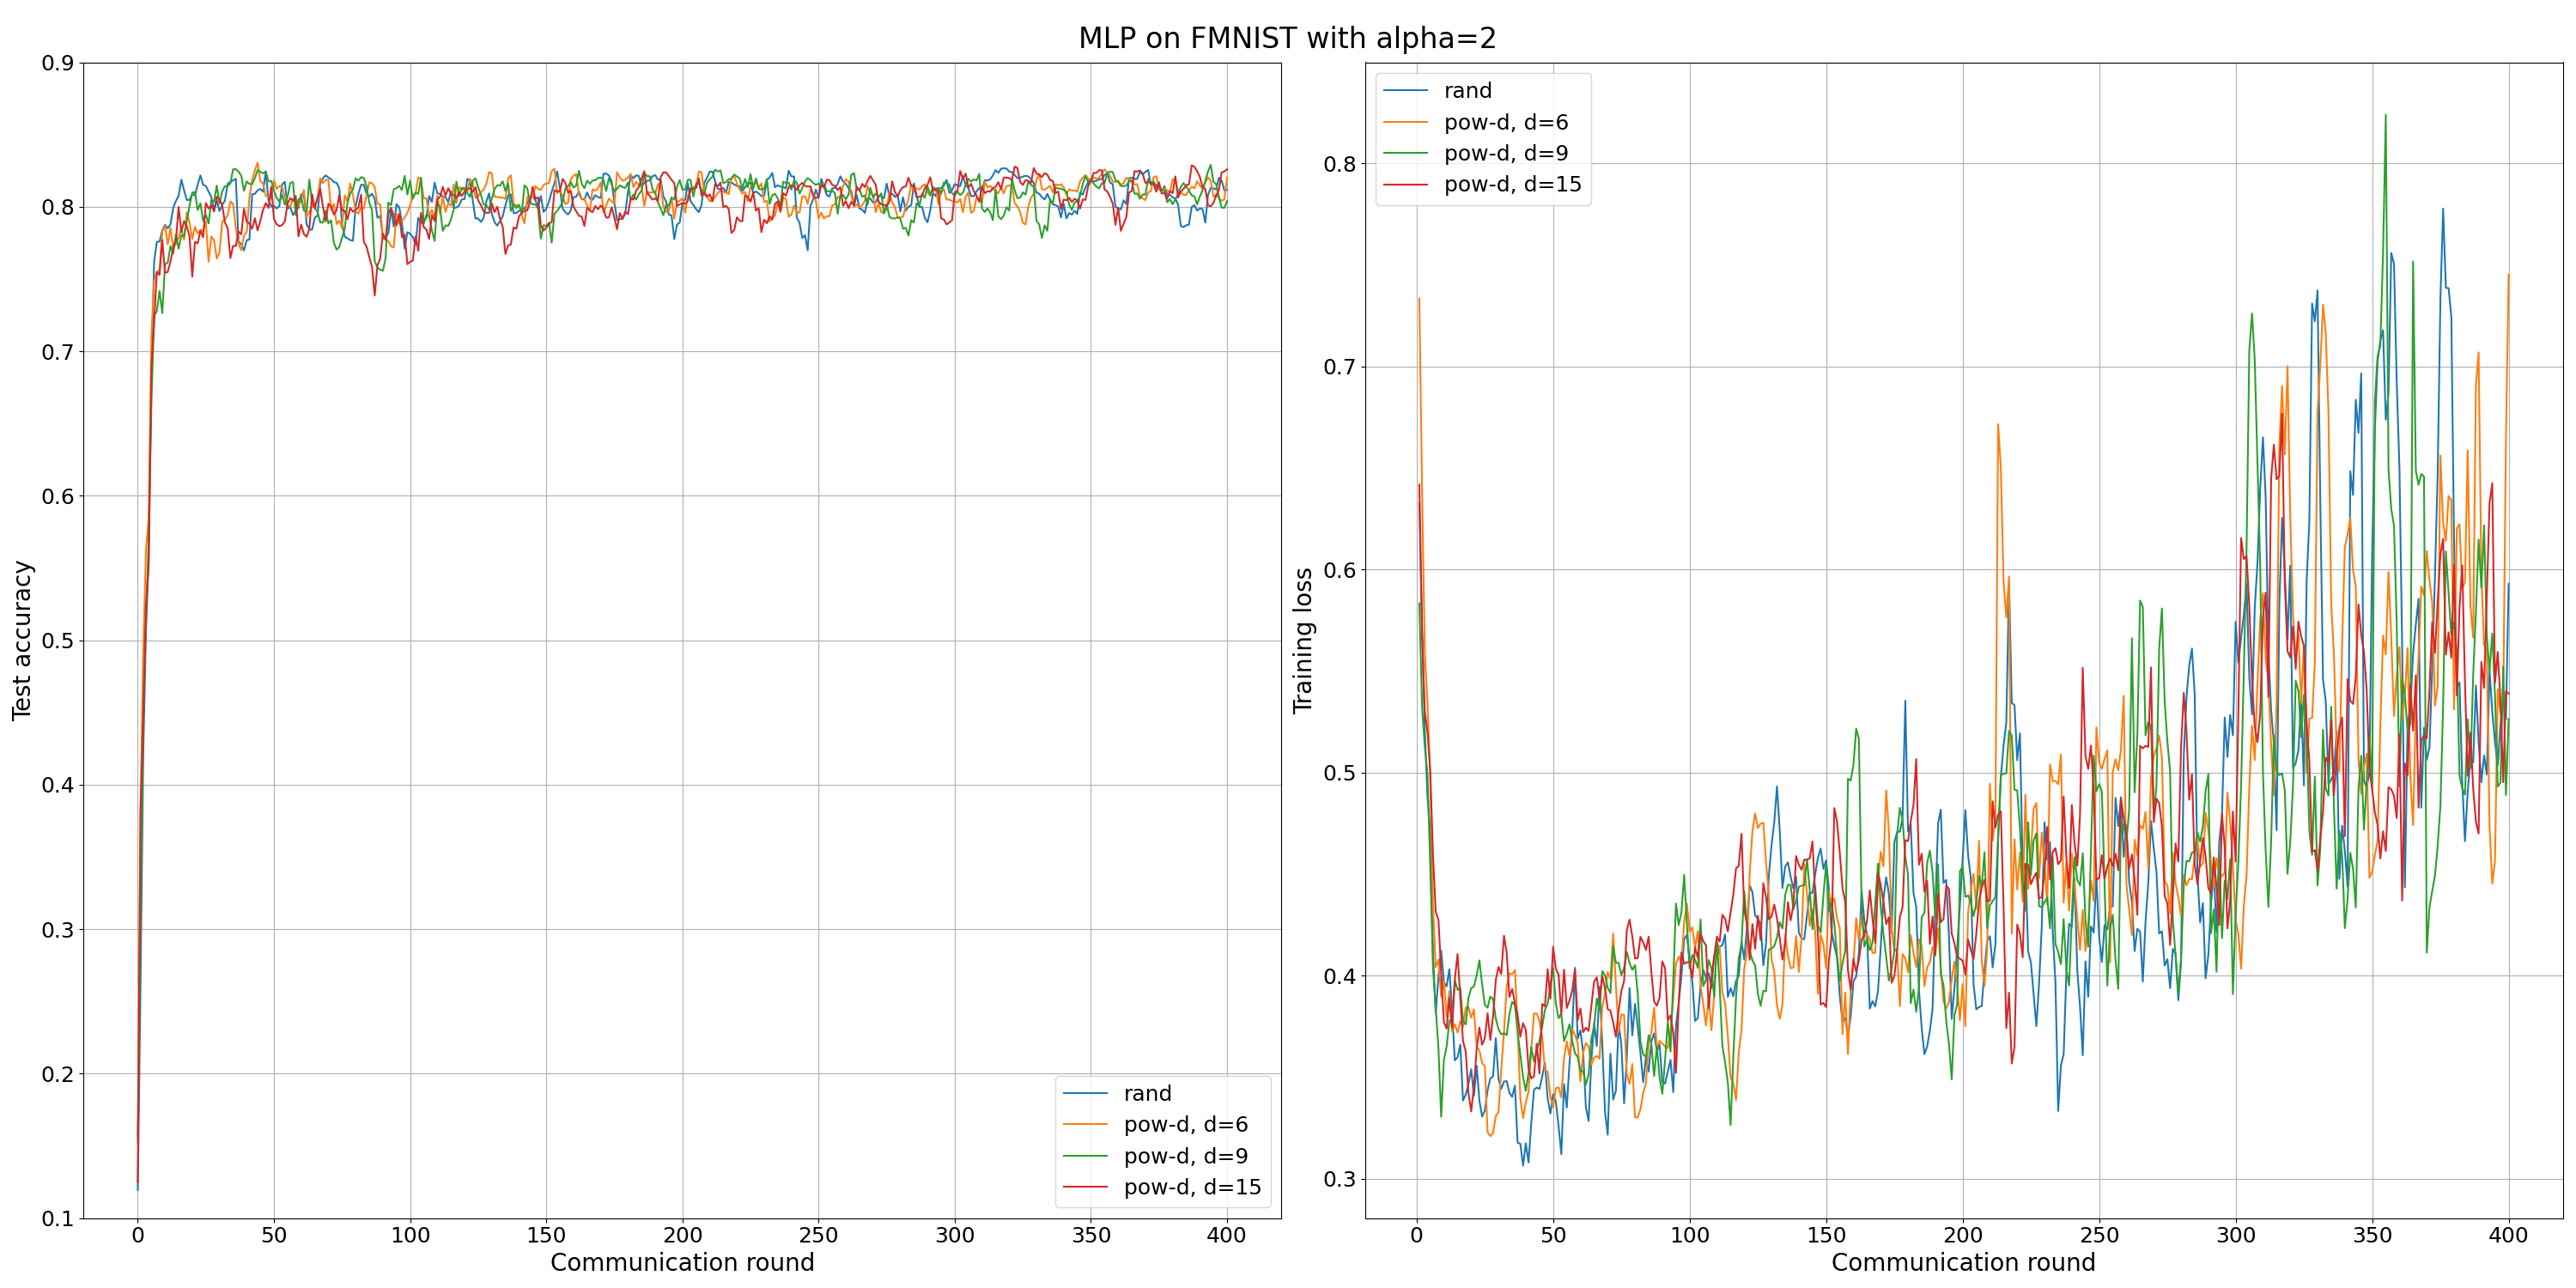 MLP on FMNIST with alpha=2
Test accuracy
0.9
0.8
0.7
0.6
0.5
0.4
0.3
0.2
0.1
0 50 100 150 200 250 300 350 400
Communication round
rand
pow-d, d=6
pow-d, d=9
pow-d, d=15
Training loss
0.8
0.7
0.6
0.5
0.4
0.3
0 50 100 150 200 250 300 350 400
Communication round
rand
pow-d, d=6
pow-d, d=9
pow-d, d=15